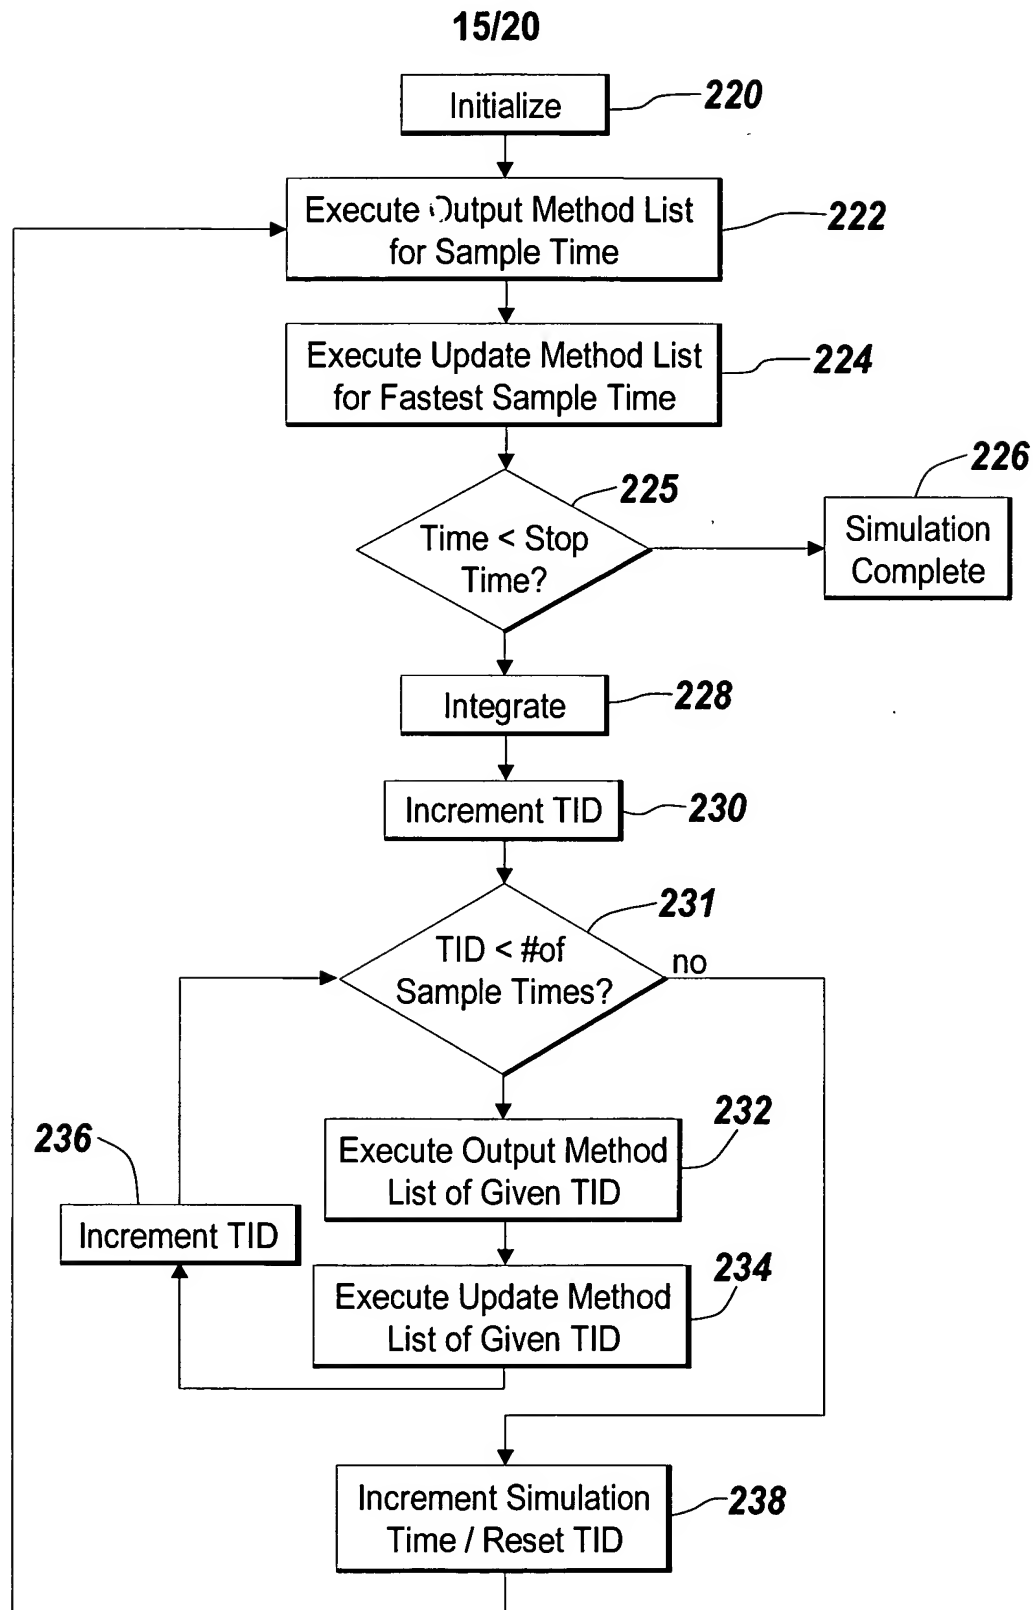 15/20
Initialize
220
Execute Output Method List
for Sample Time
222
Execute Update Method List
for Fastest Sample Time
224
Time < Stop
Time?
225
226
Simulation
Complete
Integrate
228
Increment TID
230
TID < #of
Sample Times?
231
no
Execute Output Method
List of Given TID
232
236
Increment TID
Execute Update Method
List of Given TID
234
Increment Simulation
Time / Reset TID
238